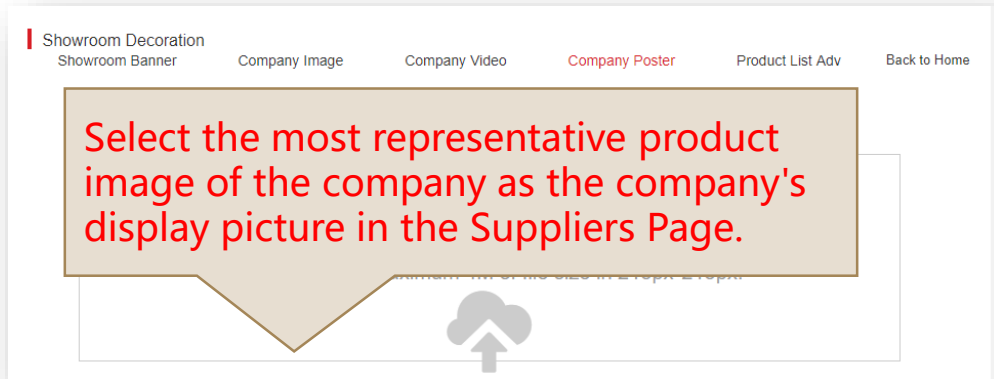 Showroom Decoration
Showroom Banner Company Image Company Video Company Poster Product List Adv Back to Home
Select the most representative product
image of the company as the company's
display picture in the Suppliers Page.